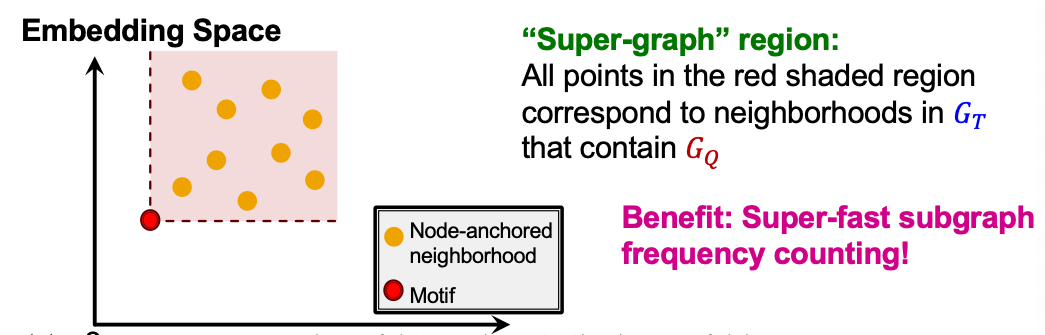 Embedding Space
“Super-graph” region:
All points in the red shaded region
correspond to neighborhoods in G_T
that contain G_Q
Benefit: Super-fast subgraph
frequency counting!
Node-anchored
neighborhood
Motif